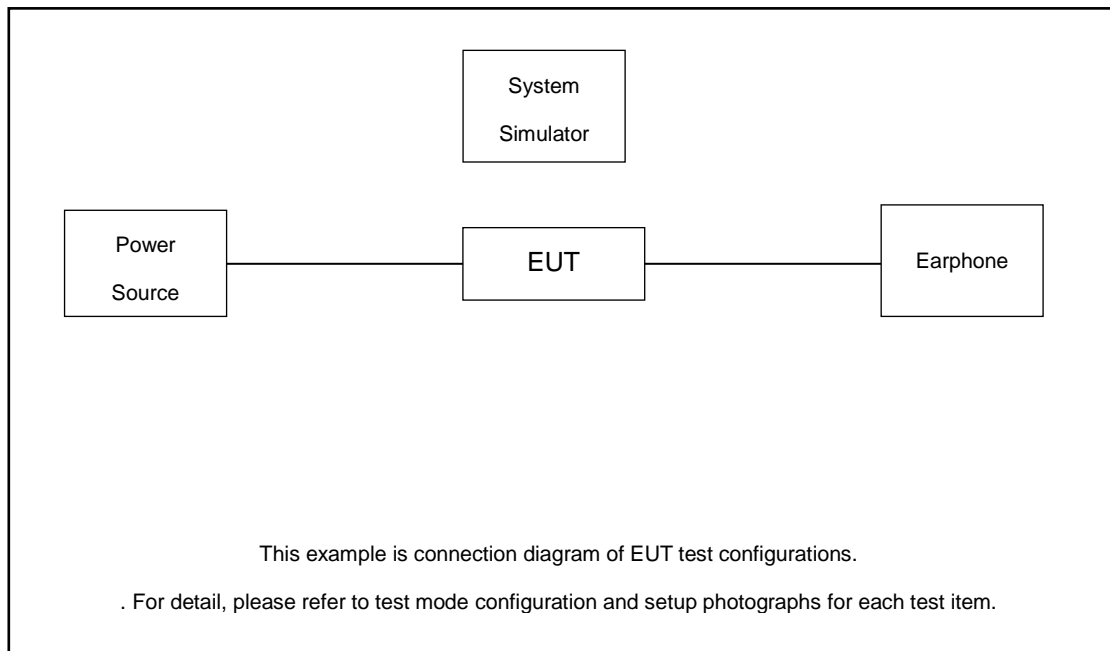 System
Simulator
Power
Source
EUT
Earphone
This example is connection diagram of EUT test configurations.
. For detail, please refer to test mode configuration and setup photographs for each test item.